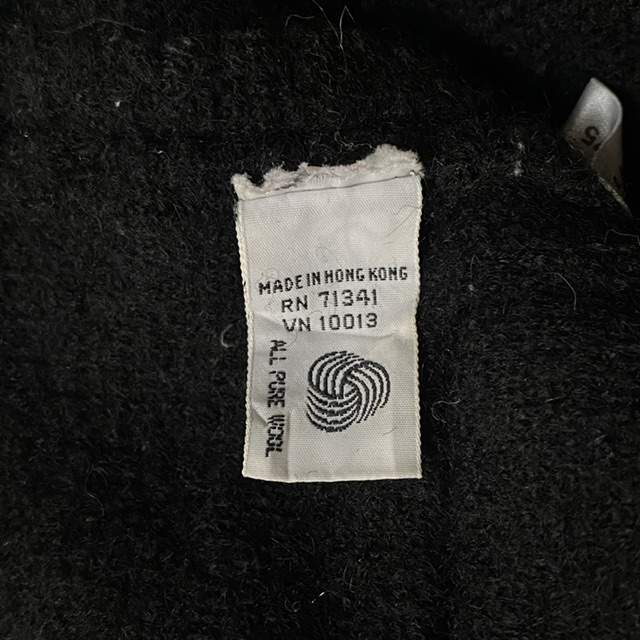 MADE IN HONG KONG
RN 71341
VN 10013
ALL PURE WOOL